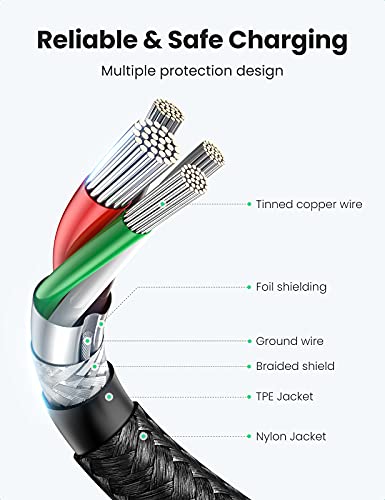 Reliable & Safe Charging
Multiple protection design
Tinned copper wire
Foil shielding
Ground wire
Braided shield
TPE Jacket
Nylon Jacket